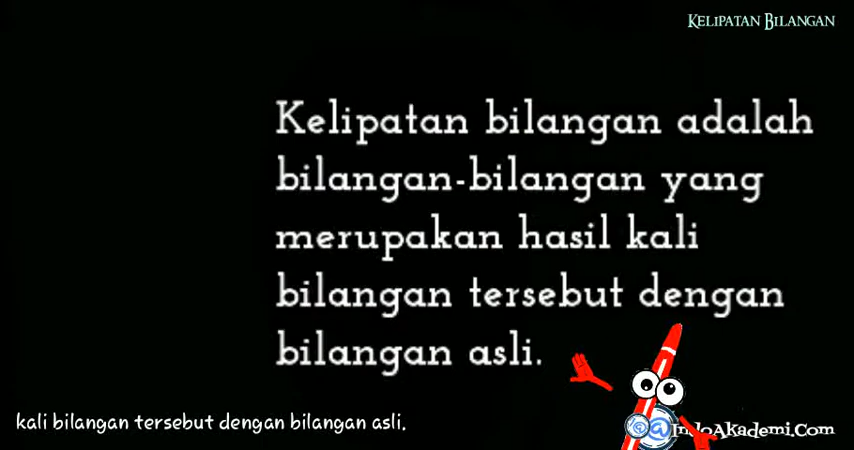 Kelipatan Bilangan
Kelipatan bilangan adalah
bilangan-bilangan yang
merupakan hasil kali
bilangan tersebut dengan
bilangan asli.
kali bilangan tersebut dengan bilangan asli.
@IndoAkademi.Com